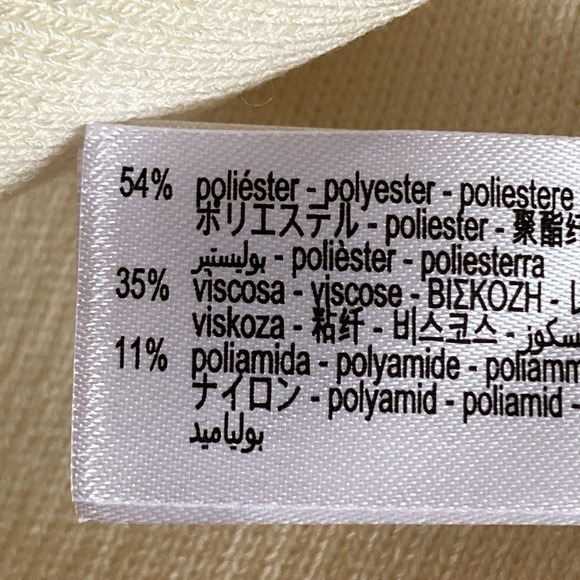 54% poliéster - polyester - poliestere
ポリエステル - poliester - 聚酯纤
بوليستير - polièster - poliesterra
35% viscosa - viscose - ΒΙΣΚΟΖΗ -
viskoza - 粘纤 - 비스코스 - فيسكوز
11% poliamida - polyamide - poliamm
ナイロン - polyamid - poliamid -
بولياميد